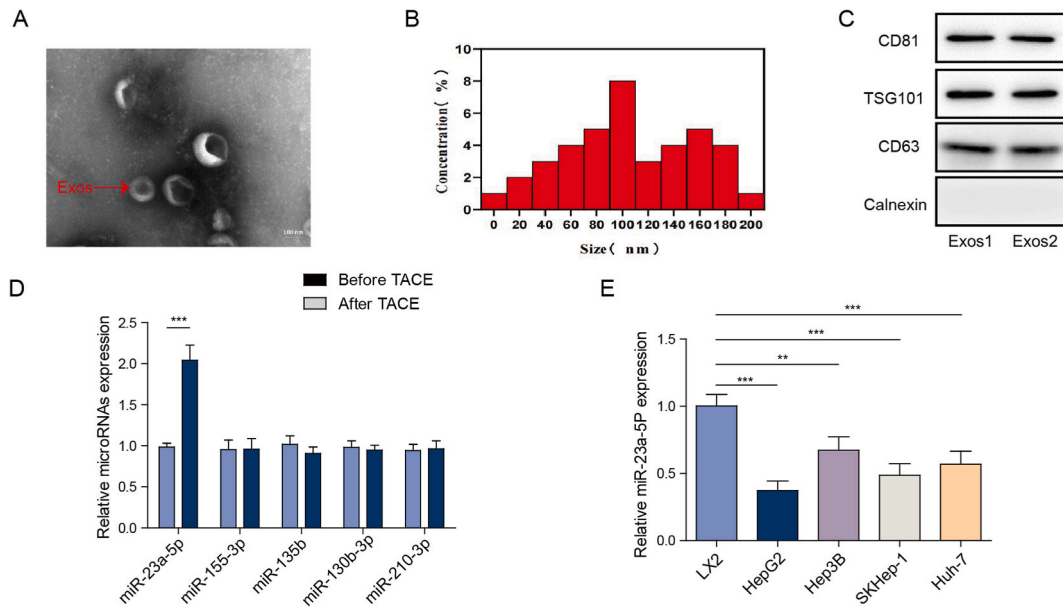 A
Exos
100 nm
B
Concentration( %)
10
8
6
4
2
0
0 20 40 60 80 100 120 140 160 180 200
Size( nm)
C
CD81
TSG101
CD63
Calnexin
Exos1 Exos2
D
Before TACE
After TACE
Relative microRNAs expression
2.5
2.0
1.5
1.0
0.5
0.0
***
miR-23a-5p
miR-155-3p
miR-135b
miR-130b-3p
miR-210-3p
E
Relative miR-23a-5P expression
1.5
1.0
0.5
0.0
***
***
**
***
LX2
HepG2
Hep3B
SKHep-1
Huh-7